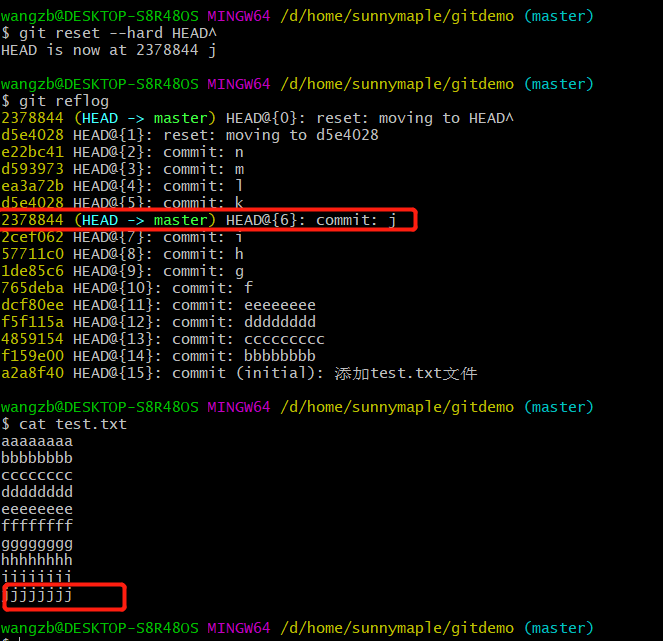 wangzb@DESKTOP-S8R48OS MINGW64 /d/home/sunnymaple/gitdemo (master)
$ git reset --hard HEAD^
HEAD is now at 2378844 j
wangzb@DESKTOP-S8R48OS MINGW64 /d/home/sunnymaple/gitdemo (master)
$ git reflog
2378844 (HEAD -> master) HEAD@{0}: reset: moving to HEAD^
d5e4028 HEAD@{1}: reset: moving to d5e4028
e22bc41 HEAD@{2}: commit: n
d593973 HEAD@{3}: commit: m
ea3a72b HEAD@{4}: commit: l
d5e4028 HEAD@{5}: commit: k
2378844 (HEAD -> master) HEAD@{6}: commit: j
2cef062 HEAD@{7}: commit: i
57711c0 HEAD@{8}: commit: h
1de85c6 HEAD@{9}: commit: g
765deba HEAD@{10}: commit: f
dcf80ee HEAD@{11}: commit: eeeeeeee
f5f115a HEAD@{12}: commit: dddddddd
4859154 HEAD@{13}: commit: ccccccccc
f159e00 HEAD@{14}: commit: bbbbbbbb
a2a8f40 HEAD@{15}: commit (initial): 添加test.txt文件
wangzb@DESKTOP-S8R48OS MINGW64 /d/home/sunnymaple/gitdemo (master)
$ cat test.txt
aaaaaaaa
bbbbbbbb
cccccccc
dddddddd
eeeeeeee
ffffffff
gggggggg
hhhhhhhh
iiiiiiii
jjjjjjjj
wangzb@DESKTOP-S8R48OS MINGW64 /d/home/sunnymaple/gitdemo (master)
$